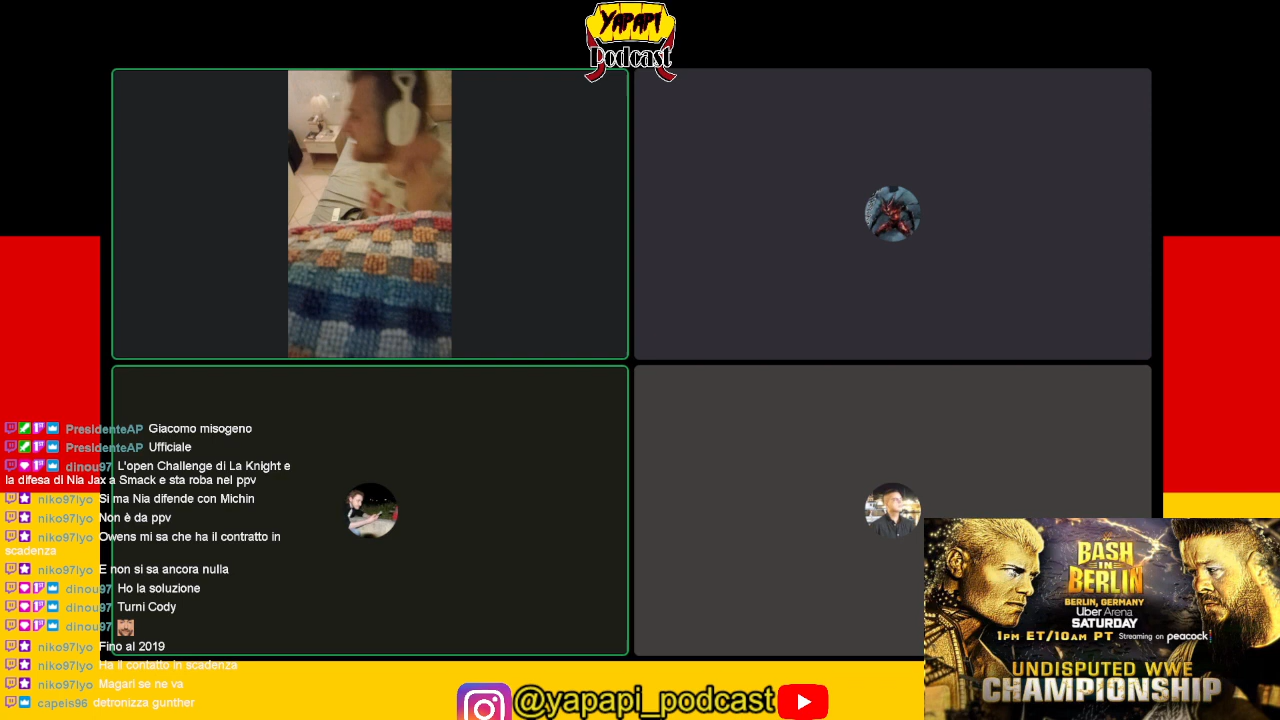 YAPAPI
Podcast
PresidenteAP Giacomo misogeno
PresidenteAP Ufficiale
dinou97 L'open Challenge di La Knight e
la difesa di Nia Jax a Smack e sta roba nel ppv
niko97lyo Si ma Nia difende con Michin
niko97lyo Non è da ppv
niko97lyo Owens mi sa che ha il contratto in
scadenza
niko97lyo E non si sa ancora nulla
dinou97 Ho la soluzione
dinou97 Turni Cody
dinou97
niko97lyo Fino al 2019
niko97lyo Ha il contatto in scadenza
niko97lyo Magari se ne va
capels96 detronizza gunther
BASH
IN
BERLIN
BERLIN, GERMANY
Uber Arena
SATURDAY
1PM ET/10AM PT Streaming on peacock
UNDISPUTED WWE
CHAMPIONSHIP
@yapapi_podcast